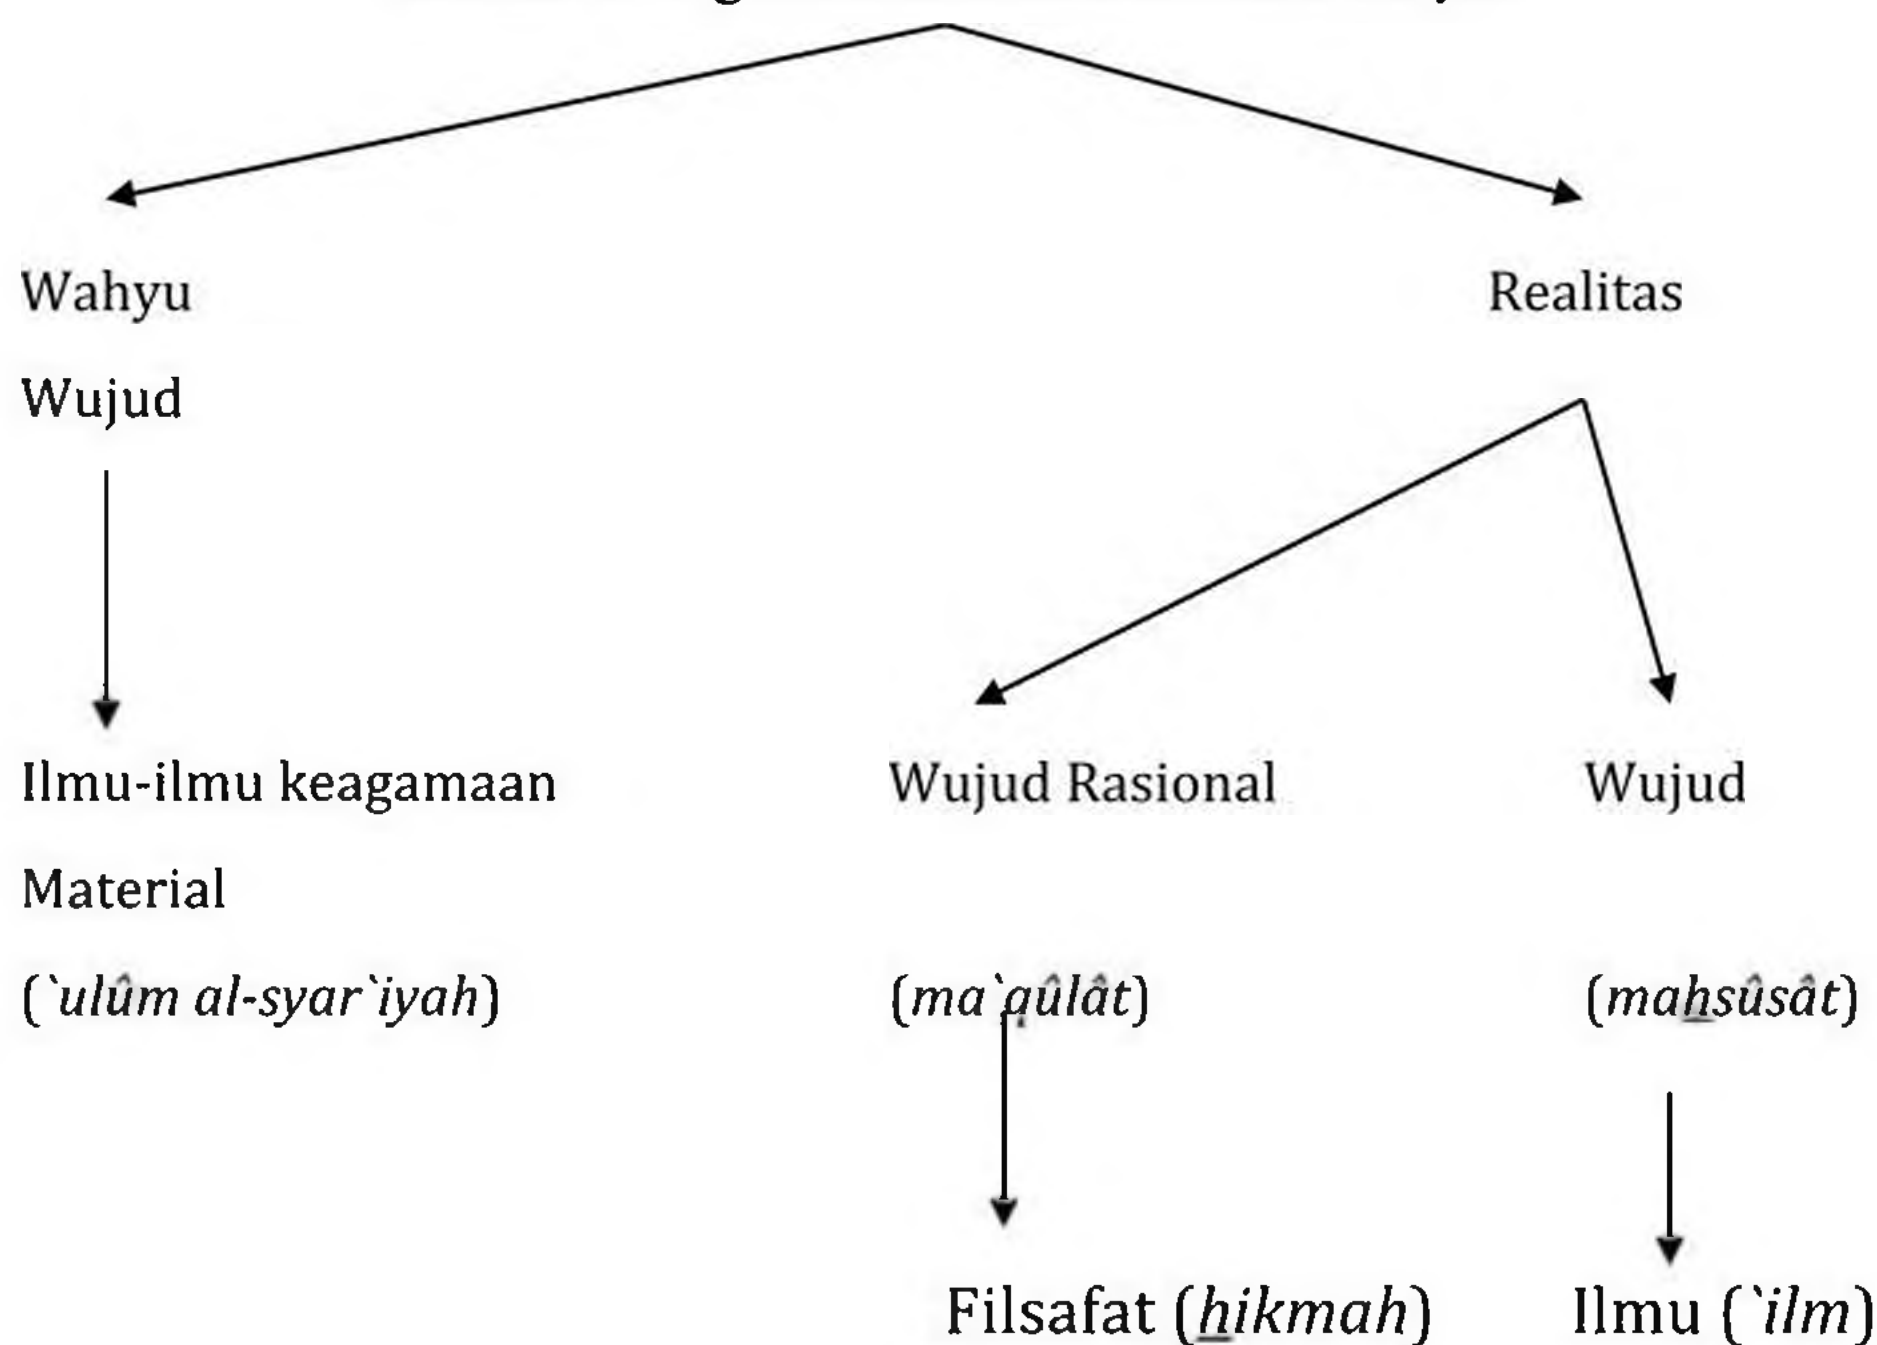 Wahyu Realitas
Wujud
Ilmu-ilmu keagamaan Wujud Rasional Wujud
Material
(`ulûm al-syar`iyah) (ma`qûlât) (mahsûsât)
Filsafat (hikmah) Ilmu (`ilm)